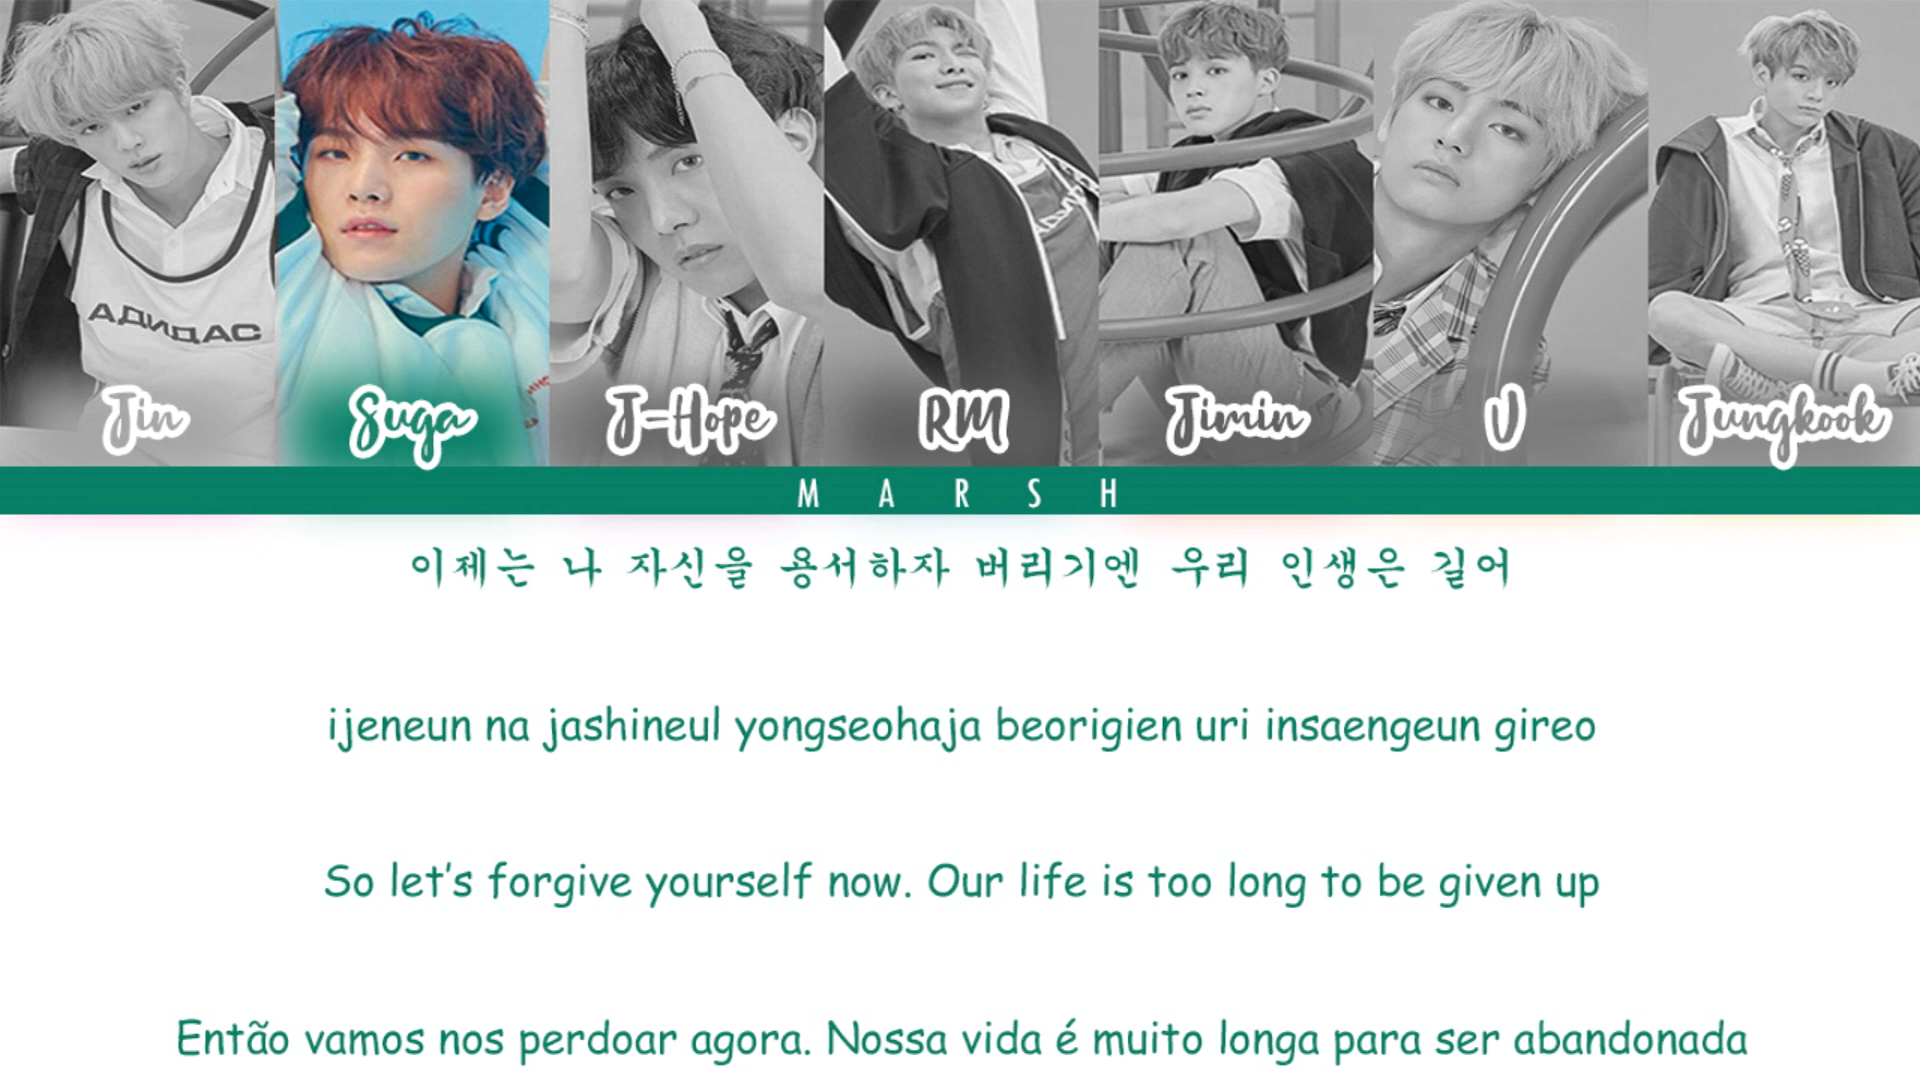 АДИДАС
Jin
Suga
J-Hope
RM
Jimin
V
Jungkook
MARSH
이제는 나 자신을 용서하자 버리기엔 우리 인생은 길어
ijeneun na jashineul yongseohaja beorigien uri insaengeun gireo
So let's forgive yourself now. Our life is too long to be given up
Então vamos nos perdoar agora. Nossa vida é muito longa para ser abandonada